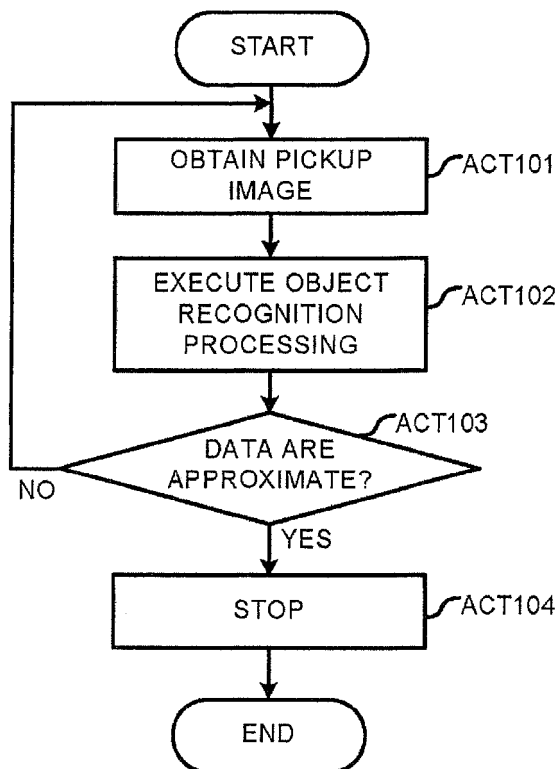 START
OBTAIN PICKUP
IMAGE
ACT101
EXECUTE OBJECT
RECOGNITION
PROCESSING
ACT102
ACT103
DATA ARE
APPROXIMATE?
NO
YES
STOP
ACT104
END